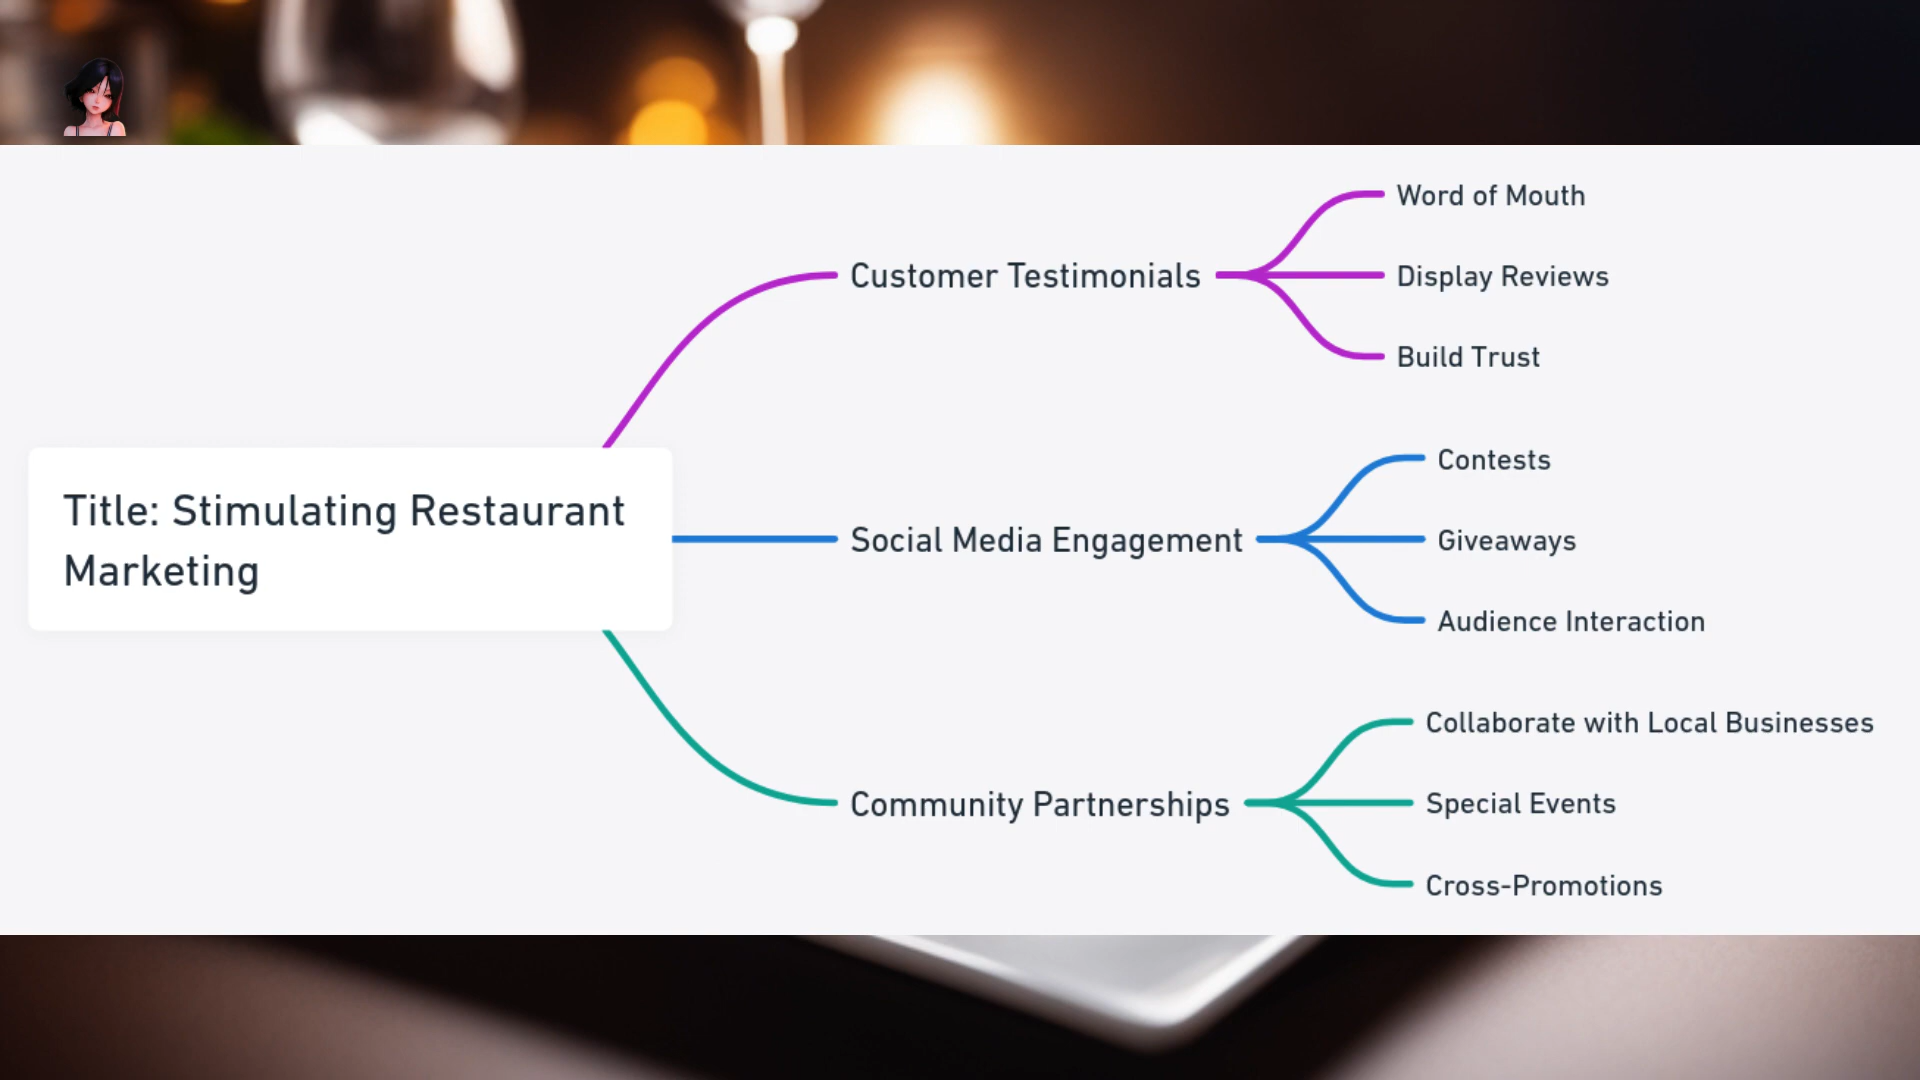 Title: Stimulating Restaurant
Marketing
Customer Testimonials
Word of Mouth
Display Reviews
Build Trust
Social Media Engagement
Contests
Giveaways
Audience Interaction
Community Partnerships
Collaborate with Local Businesses
Special Events
Cross-Promotions